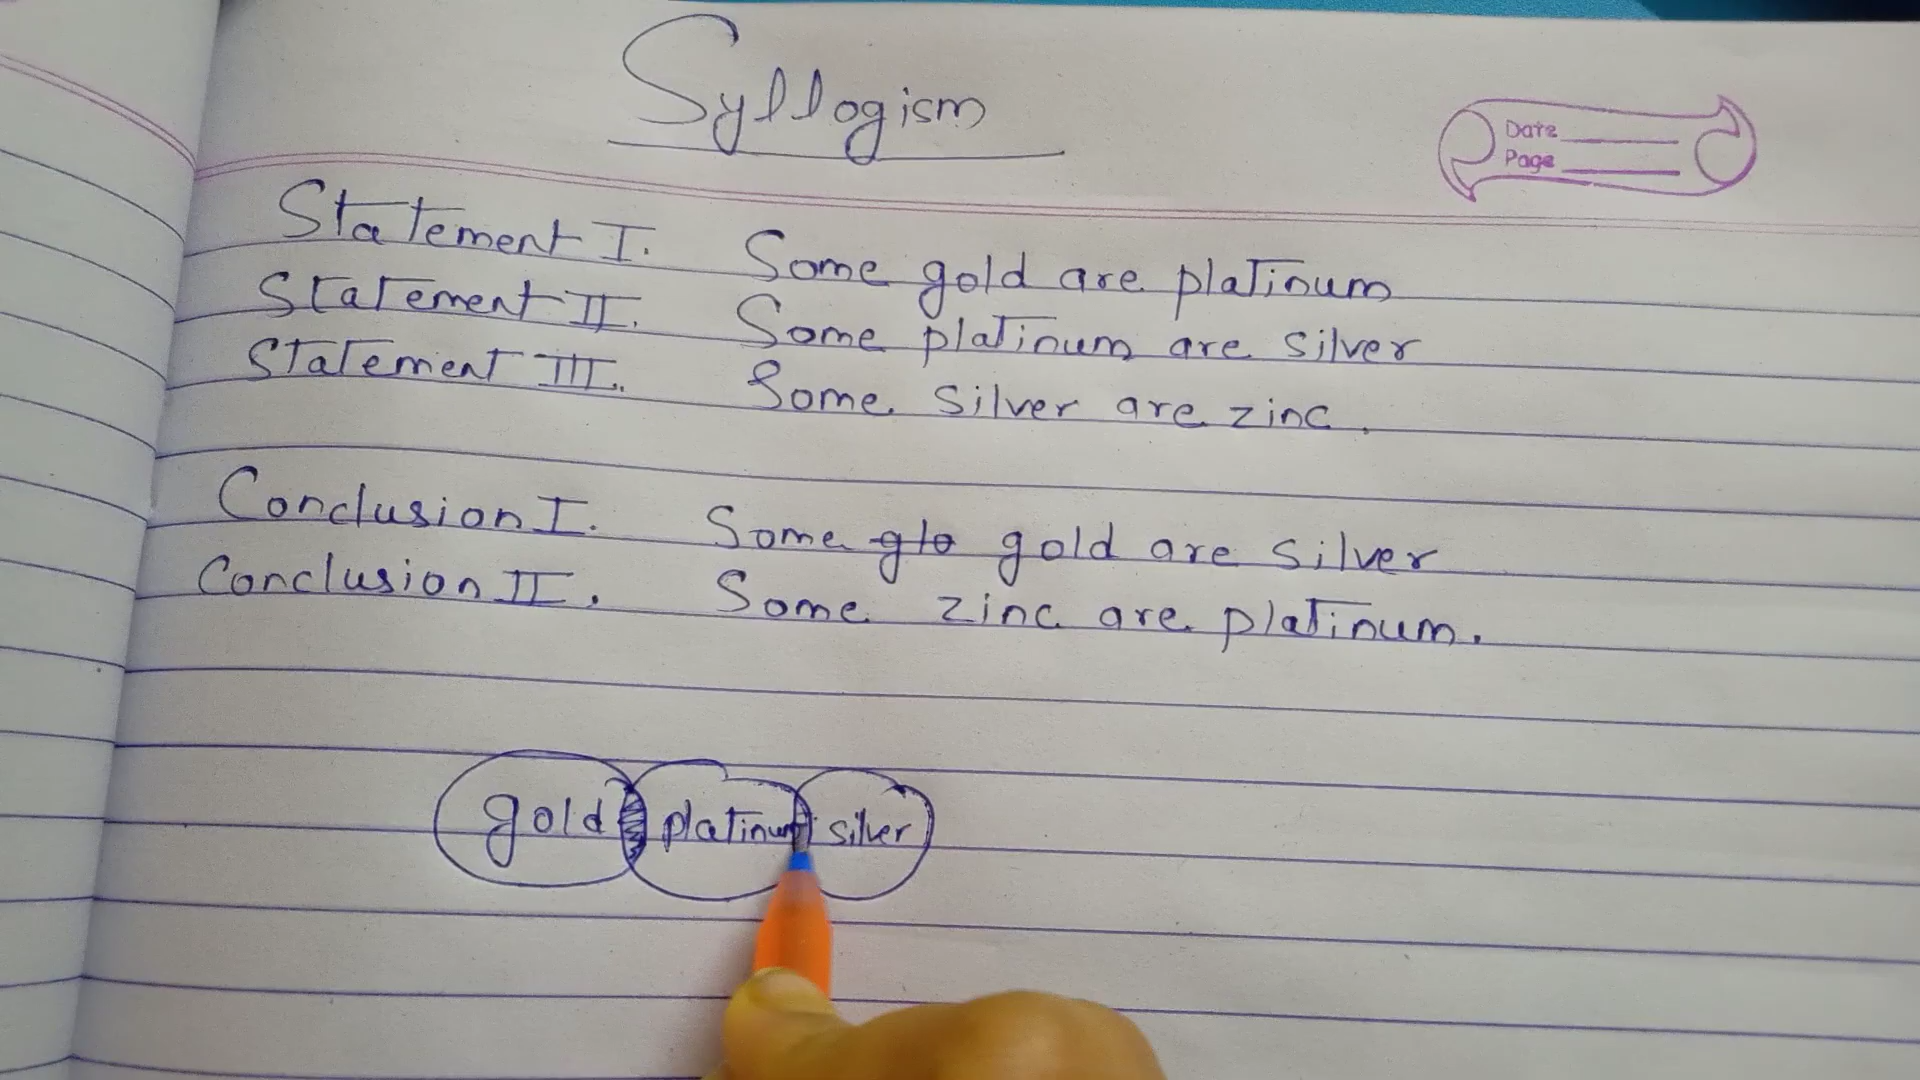 Syllogism
Date
Page
Statement I. Some gold are platinum
Statement II. Some platinum are silver
Statement III. Some silver are zinc.
Conclusion I. Some glo gold are silver
Conclusion II. Some zinc are platinum.
gold platinum silver